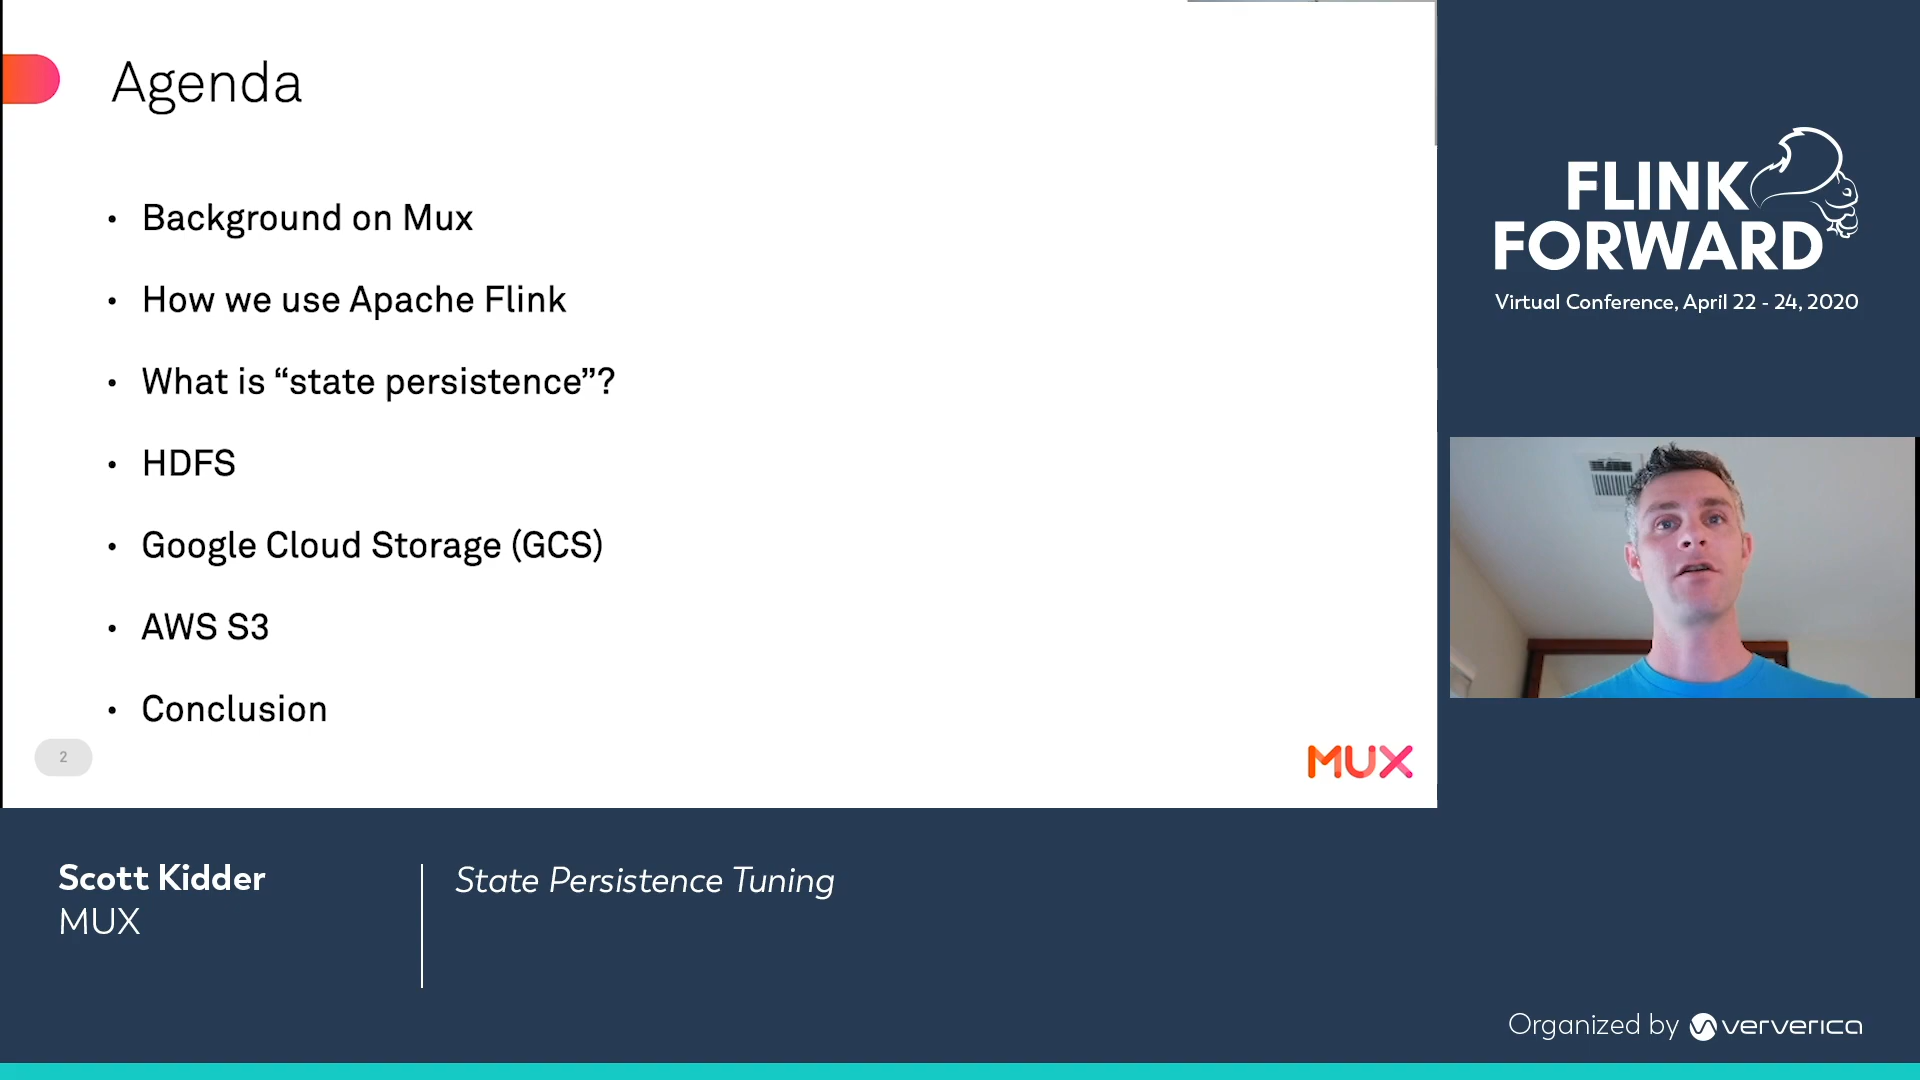 Agenda
• Background on Mux
• How we use Apache Flink
• What is “state persistence”?
• HDFS
• Google Cloud Storage (GCS)
• AWS S3
• Conclusion
2
MUX
FLINK
FORWARD
Virtual Conference, April 22 - 24, 2020
Scott Kidder
MUX
State Persistence Tuning
Organized by ververica